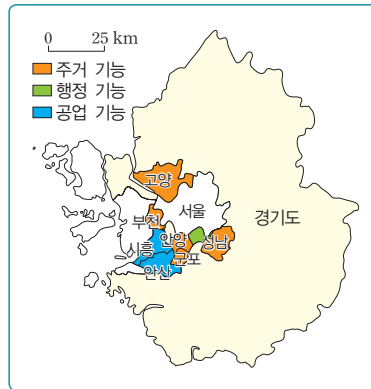 0 25 km
주거 기능
행정 기능
공업 기능
고양
서울
부천
경기도
시흥
안양
성남
군포
안산